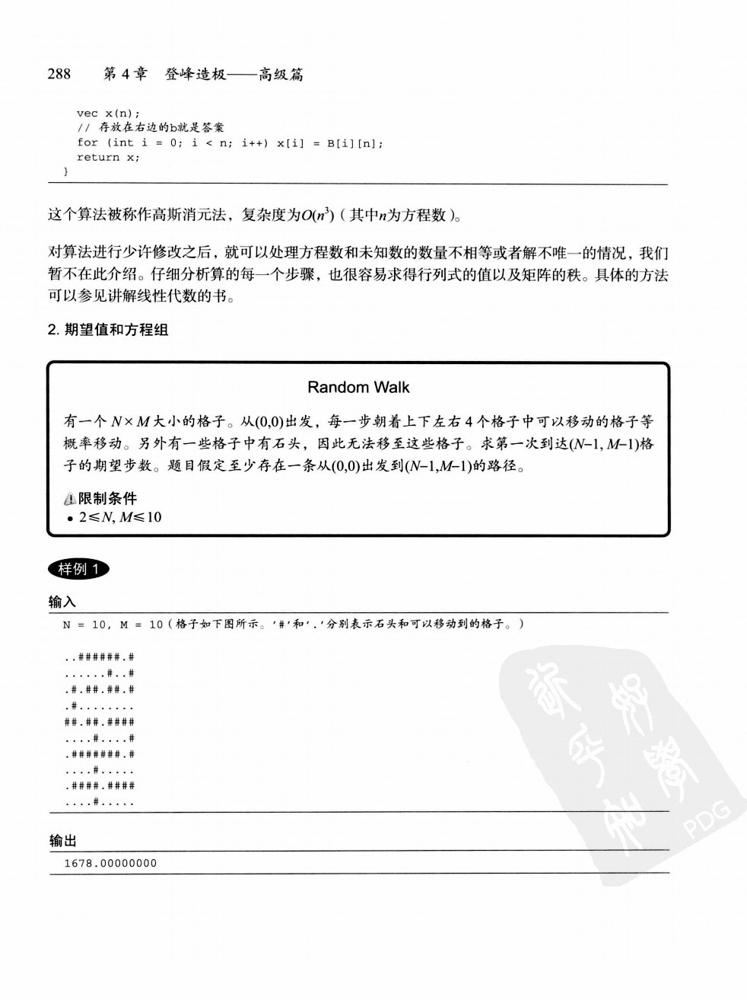 288 第 4 章 登峰造极——高级篇
vec x(n);
// 存放在右边的b就是答案
for (int i = 0; i < n; i++) x[i] = B[i][n];
return x;
}
这个算法被称作高斯消元法，复杂度为O(n³)（其中n为方程数）。
对算法进行少许修改之后，就可以处理方程数和未知数的数量不相等或者解不唯一的情况，我们
暂不在此介绍。仔细分析算的每一个步骤，也很容易求得行列式的值以及矩阵的秩。具体的方法
可以参见讲解线性代数的书。
2. 期望值和方程组
Random Walk
有一个 N×M大小的格子。从(0,0)出发，每一步朝着上下左右4个格子中可以移动的格子等
概率移动。另外有一些格子中有石头，因此无法移至这些格子。求第一次到达(N−1, M−1)格
子的期望步数。题目假定至少存在一条从(0,0)出发到(N−1,M−1)的路径。
限制条件
• 2≤N, M≤10
样例 1
输入
N = 10, M = 10（格子如下图所示。'#'和'.'分别表示石头和可以移动到的格子。）
..######.#
......#..#
.#.##.##.#
.#........
##.##.####
....#....#
.#######.#
....#.....
.####.####
....#.....
输出
1678.00000000
PDG